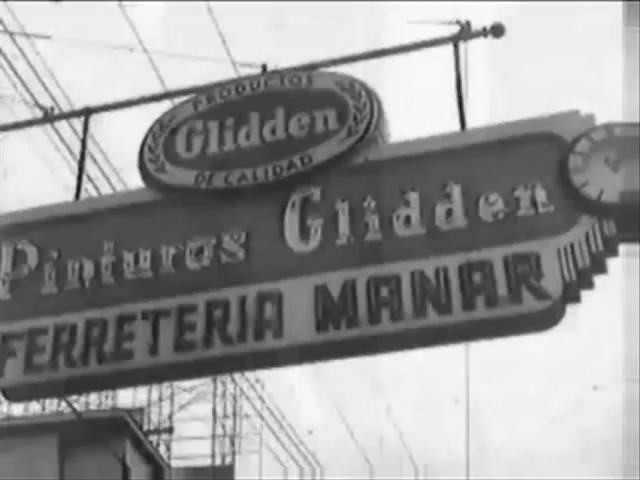 PRODUCTOS
Glidden
DE CALIDAD
Pinturas Glidden
FERRETERIA MANAR